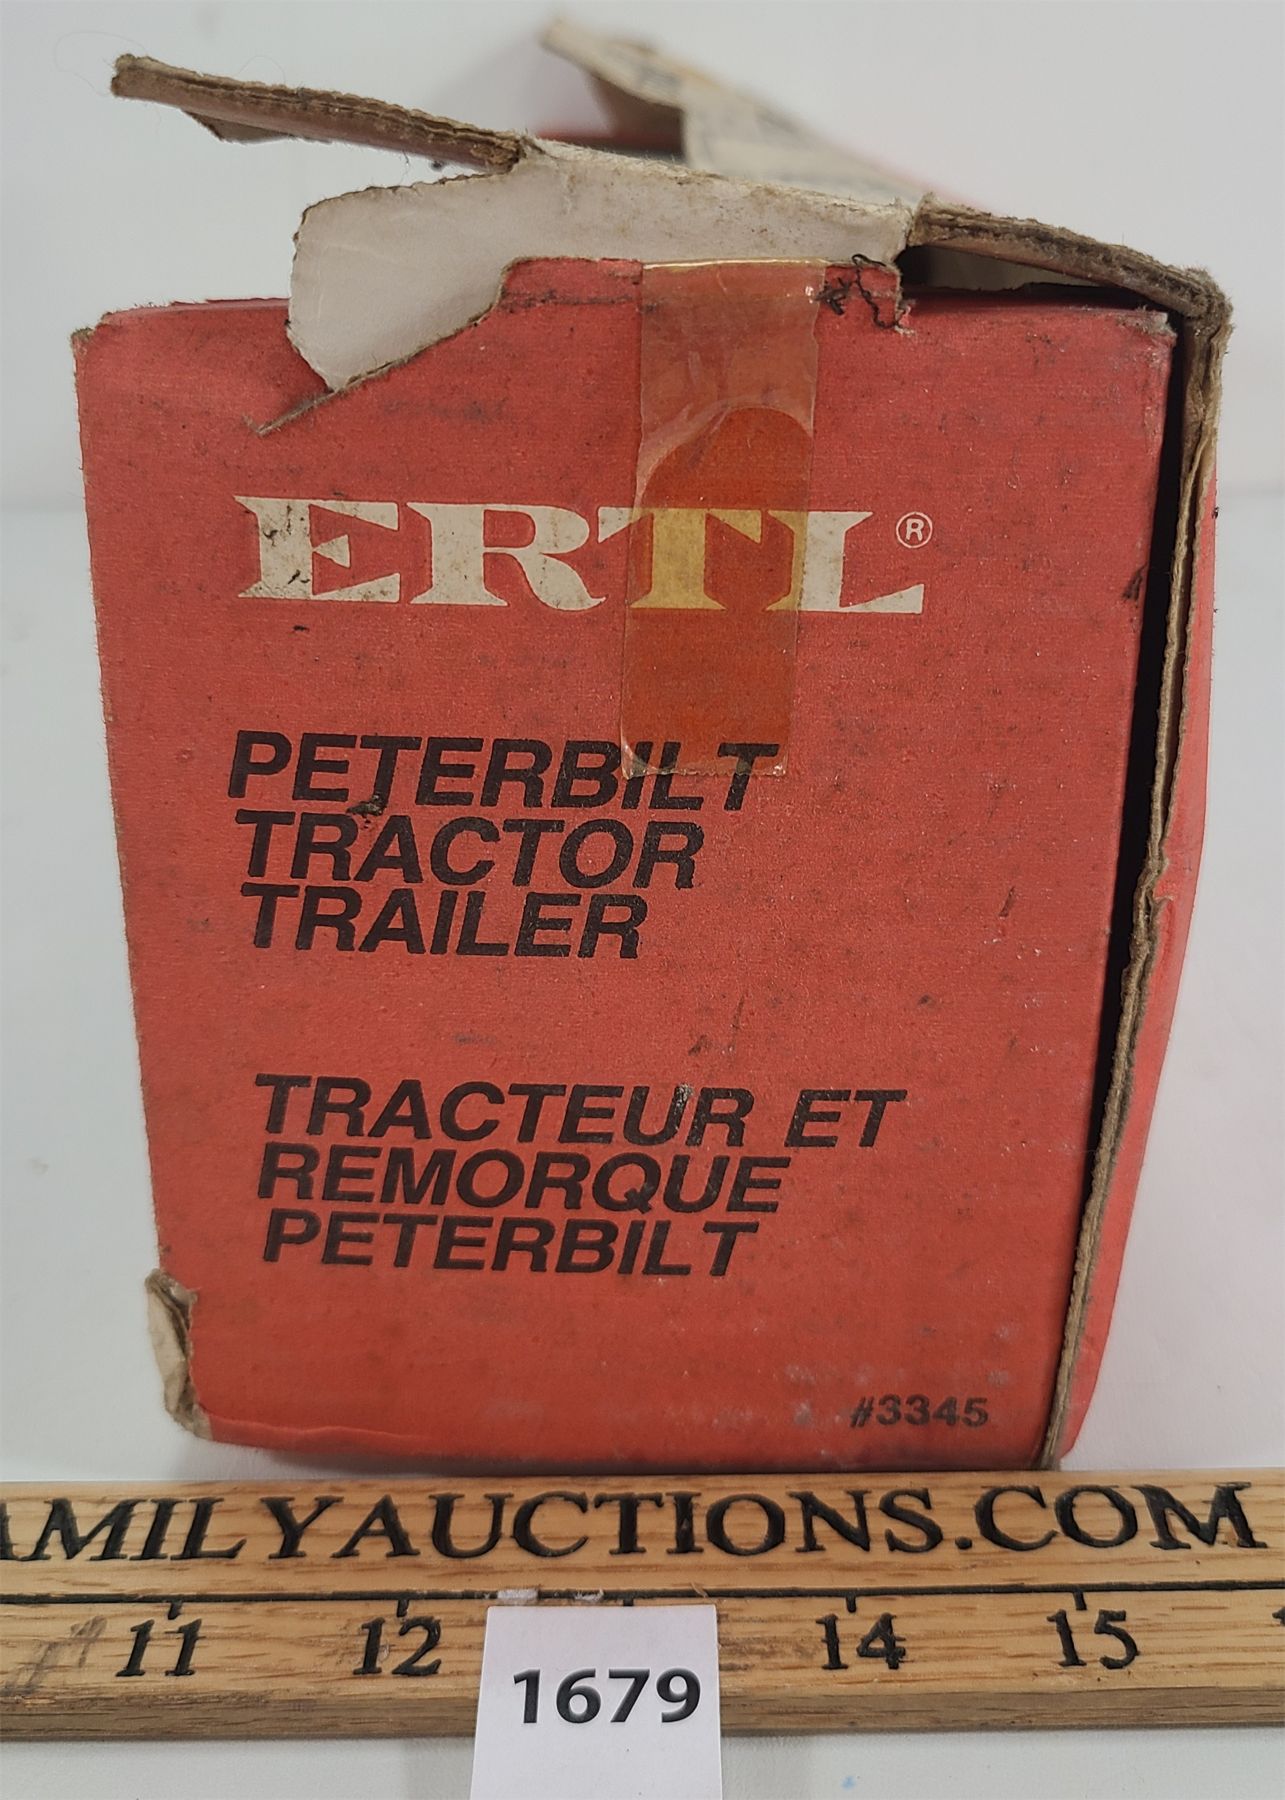 ERTL®
PETERBILT
TRACTOR
TRAILER
TRACTEUR ET
REMORQUE
PETERBILT
#3345
AMILYAUCTIONS.COM
11 12 14 15
1679